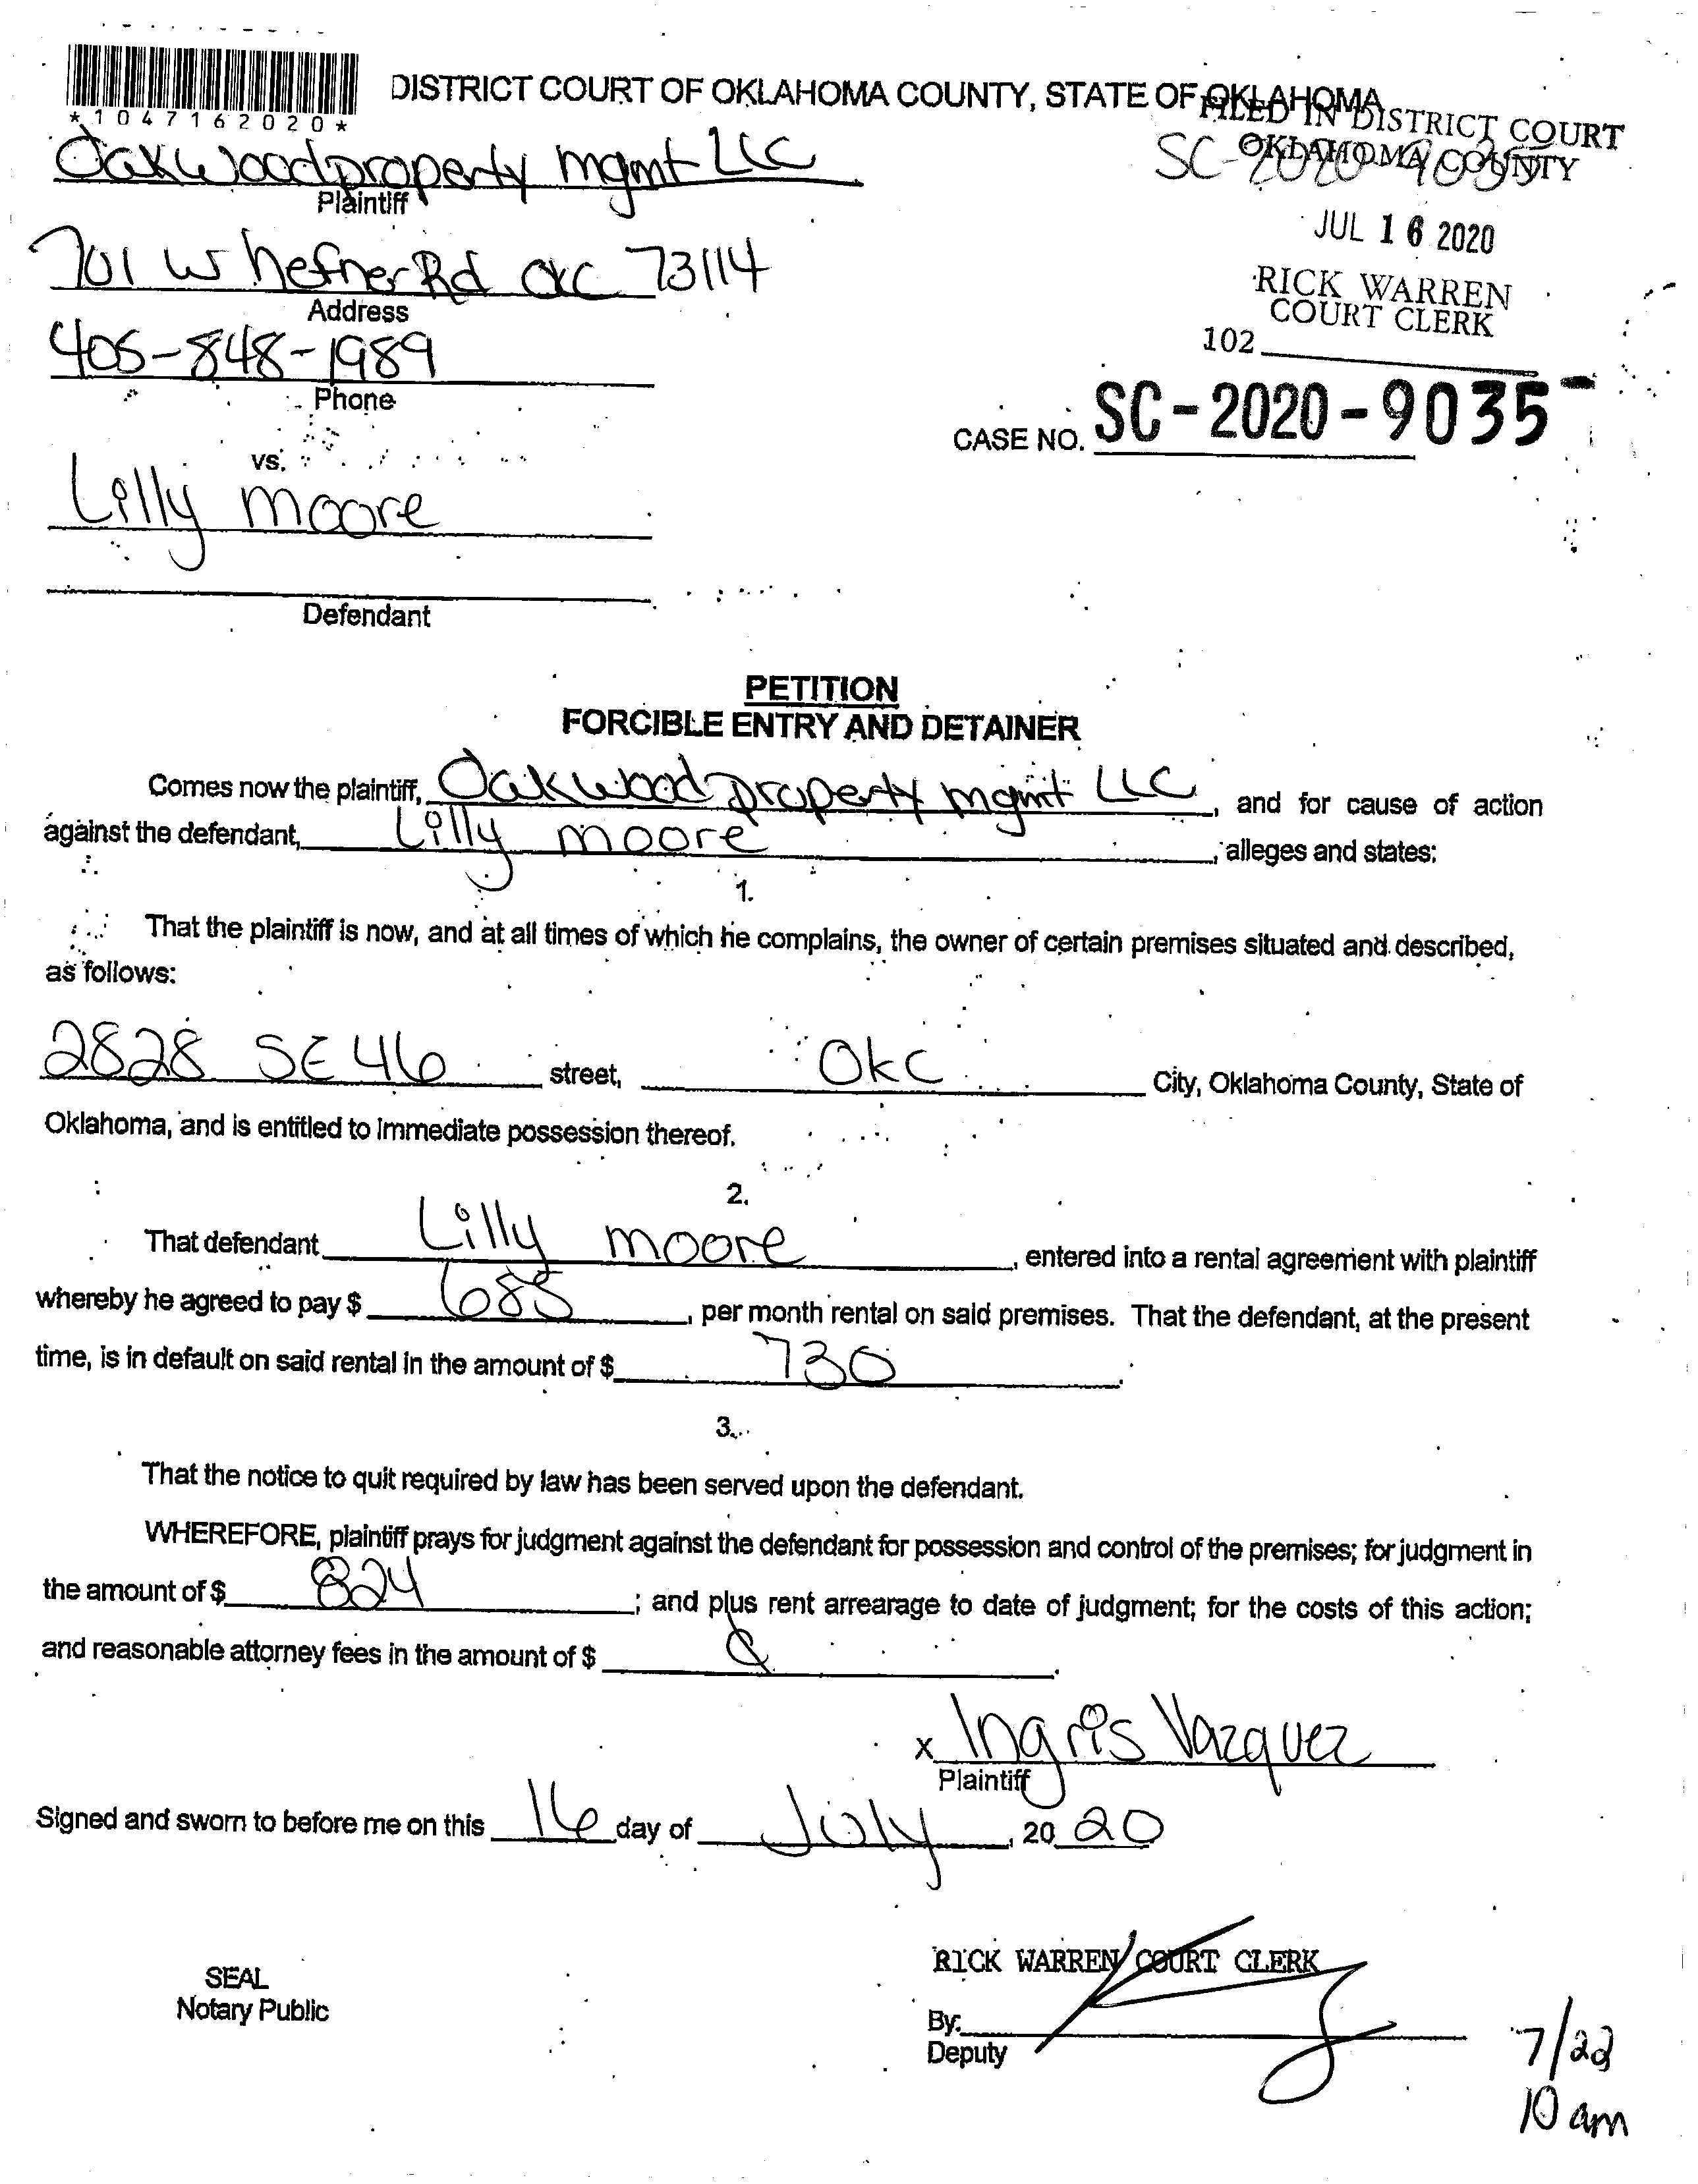 DISTRICT COURT OF OKLAHOMA COUNTY, STATE OF OKLAHOMA
*1047162020*
FILED IN DISTRICT COURT
OKLAHOMA COUNTY
SC-2020-9035
Oakwood property mgmt LLC
Plaintiff
JUL 16 2020
701 W hefner Rd OKC 73114
Address
RICK WARREN
COURT CLERK
102
405-848-1989
Phone
CASE NO. SC-2020-9035
vs.
Lilly moore
Defendant
PETITION
FORCIBLE ENTRY AND DETAINER
Comes now the plaintiff, Oakwood property mgmt LLC, and for cause of action
against the defendant, Lilly moore, alleges and states:
1.
That the plaintiff is now, and at all times of which he complains, the owner of certain premises situated and described,
as follows:
2828 SE 46 street, OKC City, Oklahoma County, State of
Oklahoma, and is entitled to immediate possession thereof.
2.
That defendant Lilly moore, entered into a rental agreement with plaintiff
whereby he agreed to pay $ 685, per month rental on said premises. That the defendant, at the present
time, is in default on said rental in the amount of $ 730.
3.
That the notice to quit required by law has been served upon the defendant.
WHEREFORE, plaintiff prays for judgment against the defendant for possession and control of the premises; for judgment in
the amount of $ 824; and plus rent arrearage to date of judgment; for the costs of this action;
and reasonable attorney fees in the amount of $
x Ingris Vazquez
Plaintiff
Signed and sworn to before me on this 16 day of July, 20 20
RICK WARREN COURT CLERK
SEAL
Notary Public
By:
Deputy
7/22
10 am